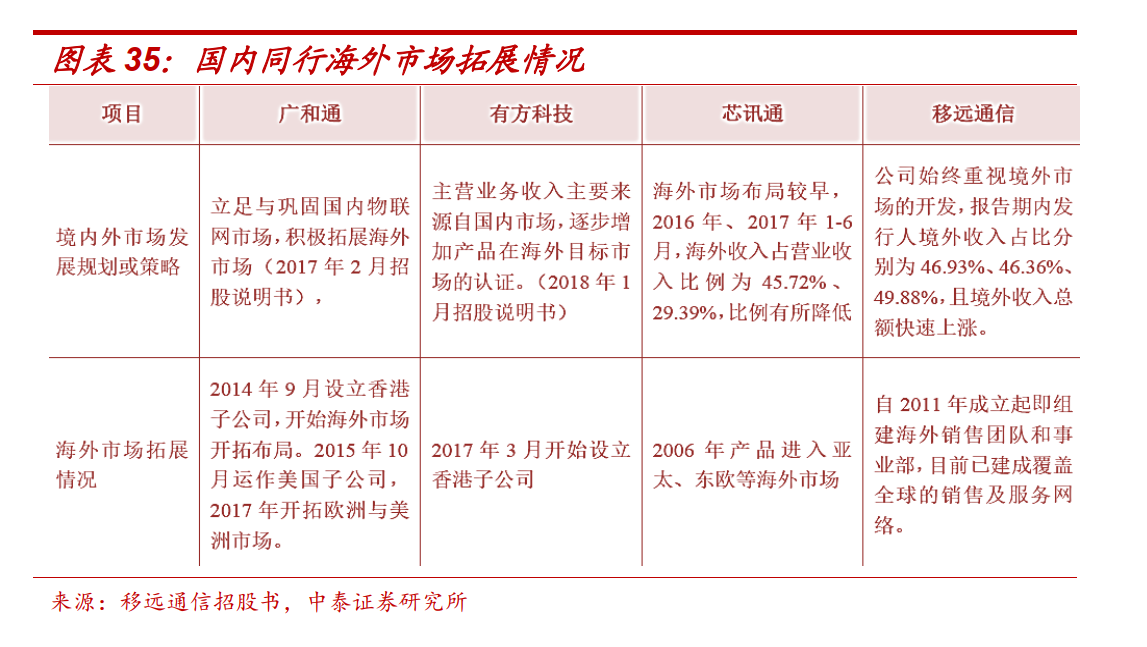 图表 35：国内同行海外市场拓展情况
项目
广和通
有方科技
芯讯通
移远通信
境内外市场发
展规划或策略
立足与巩固国内物联
网市场，积极拓展海外
市场（2017 年 2 月招
股说明书），
主营业务收入主要来
源自国内市场，逐步增
加产品在海外目标市
场的认证。（2018 年 1
月招股说明书）
海外市场布局较早，
2016 年、2017 年 1-6
月，海外收入占营业收
入比例为 45.72%、
29.39%，比例有所降低
公司始终重视境外市
场的开发，报告期内发
行人境外收入占比分
别为 46.93%、46.36%、
49.88%，且境外收入总
额快速上涨。
海外市场拓展
情况
2014 年 9 月设立香港
子公司，开始海外市场
开拓布局。2015 年 10
月运作美国子公司，
2017 年开拓欧洲与美
洲市场。
2017 年 3 月开始设立
香港子公司
2006 年产品进入亚
太、东欧等海外市场
自 2011 年成立起即组
建海外销售团队和事
业部，目前已建成覆盖
全球的销售及服务网
络。
来源：移远通信招股书，中泰证券研究所